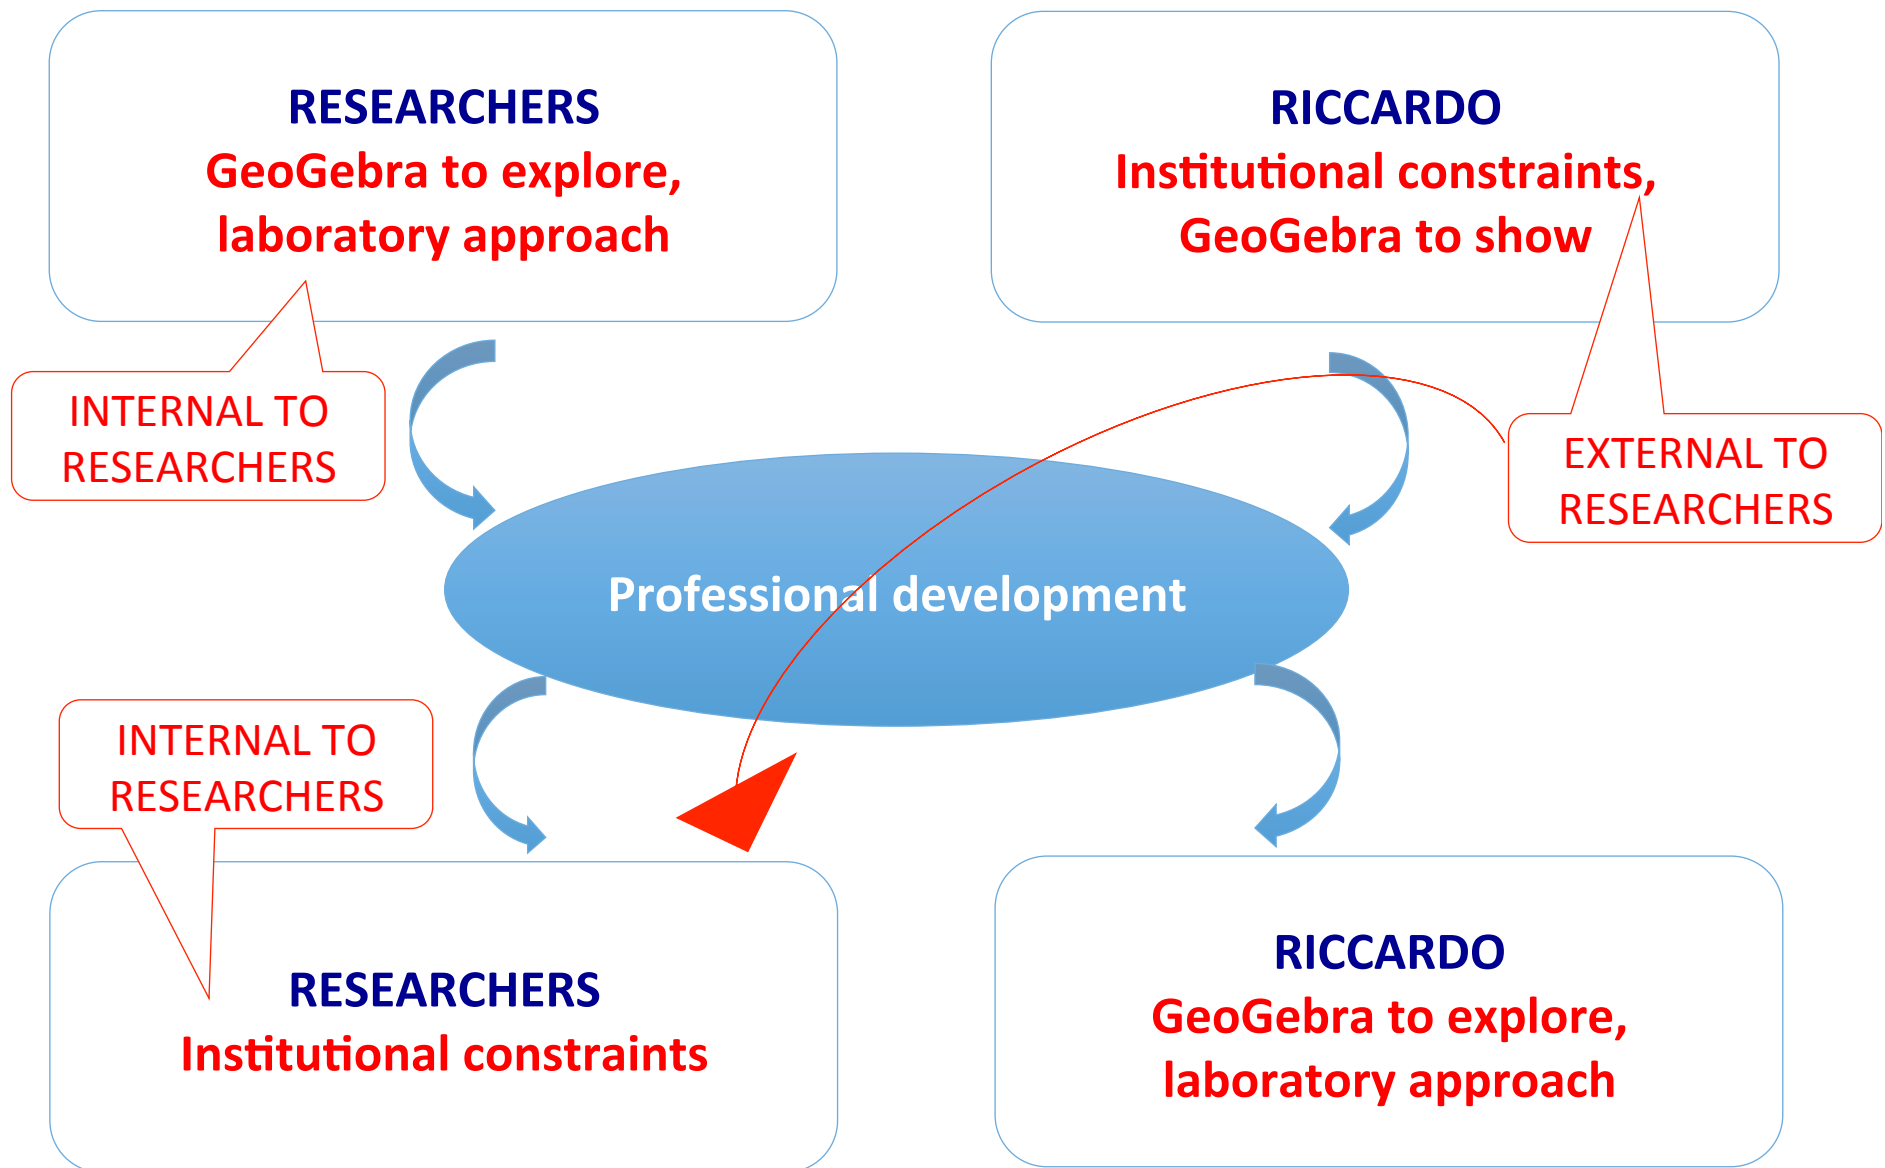 RESEARCHERS
GeoGebra to explore,
laboratory approach
RICCARDO
Institutional constraints,
GeoGebra to show
INTERNAL TO
RESEARCHERS
EXTERNAL TO
RESEARCHERS
Professional development
INTERNAL TO
RESEARCHERS
RESEARCHERS
Institutional constraints
RICCARDO
GeoGebra to explore,
laboratory approach